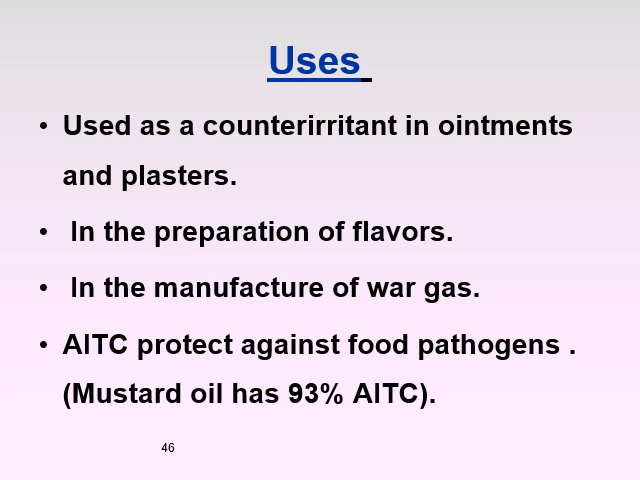 Uses
• Used as a counterirritant in ointments
and plasters.
• In the preparation of flavors.
• In the manufacture of war gas.
• AITC protect against food pathogens .
(Mustard oil has 93% AITC).
46